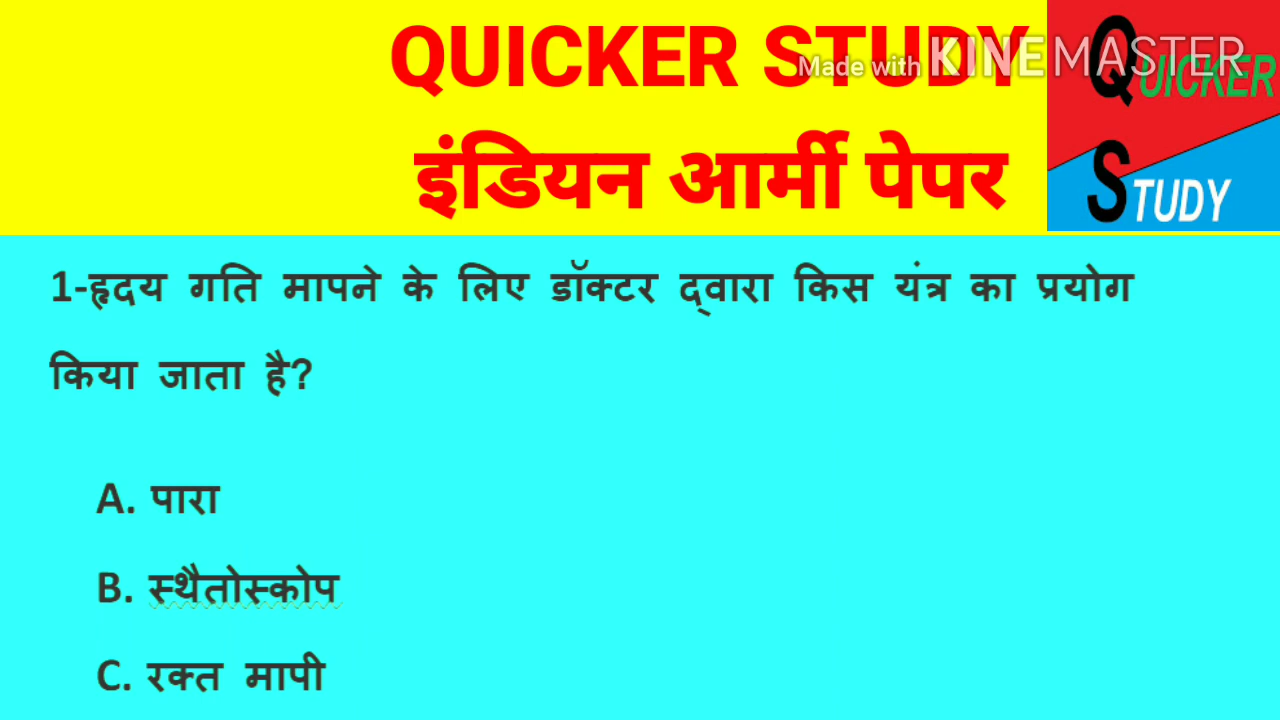 QUICKER STUDY
Made with KINEMASTER
QUICKER
STUDY
इंडियन आर्मी पेपर
1-हृदय गति मापने के लिए डॉक्टर द्वारा किस यंत्र का प्रयोग
किया जाता है?
A. पारा
B. स्थैतोस्कोप
C. रक्त मापी